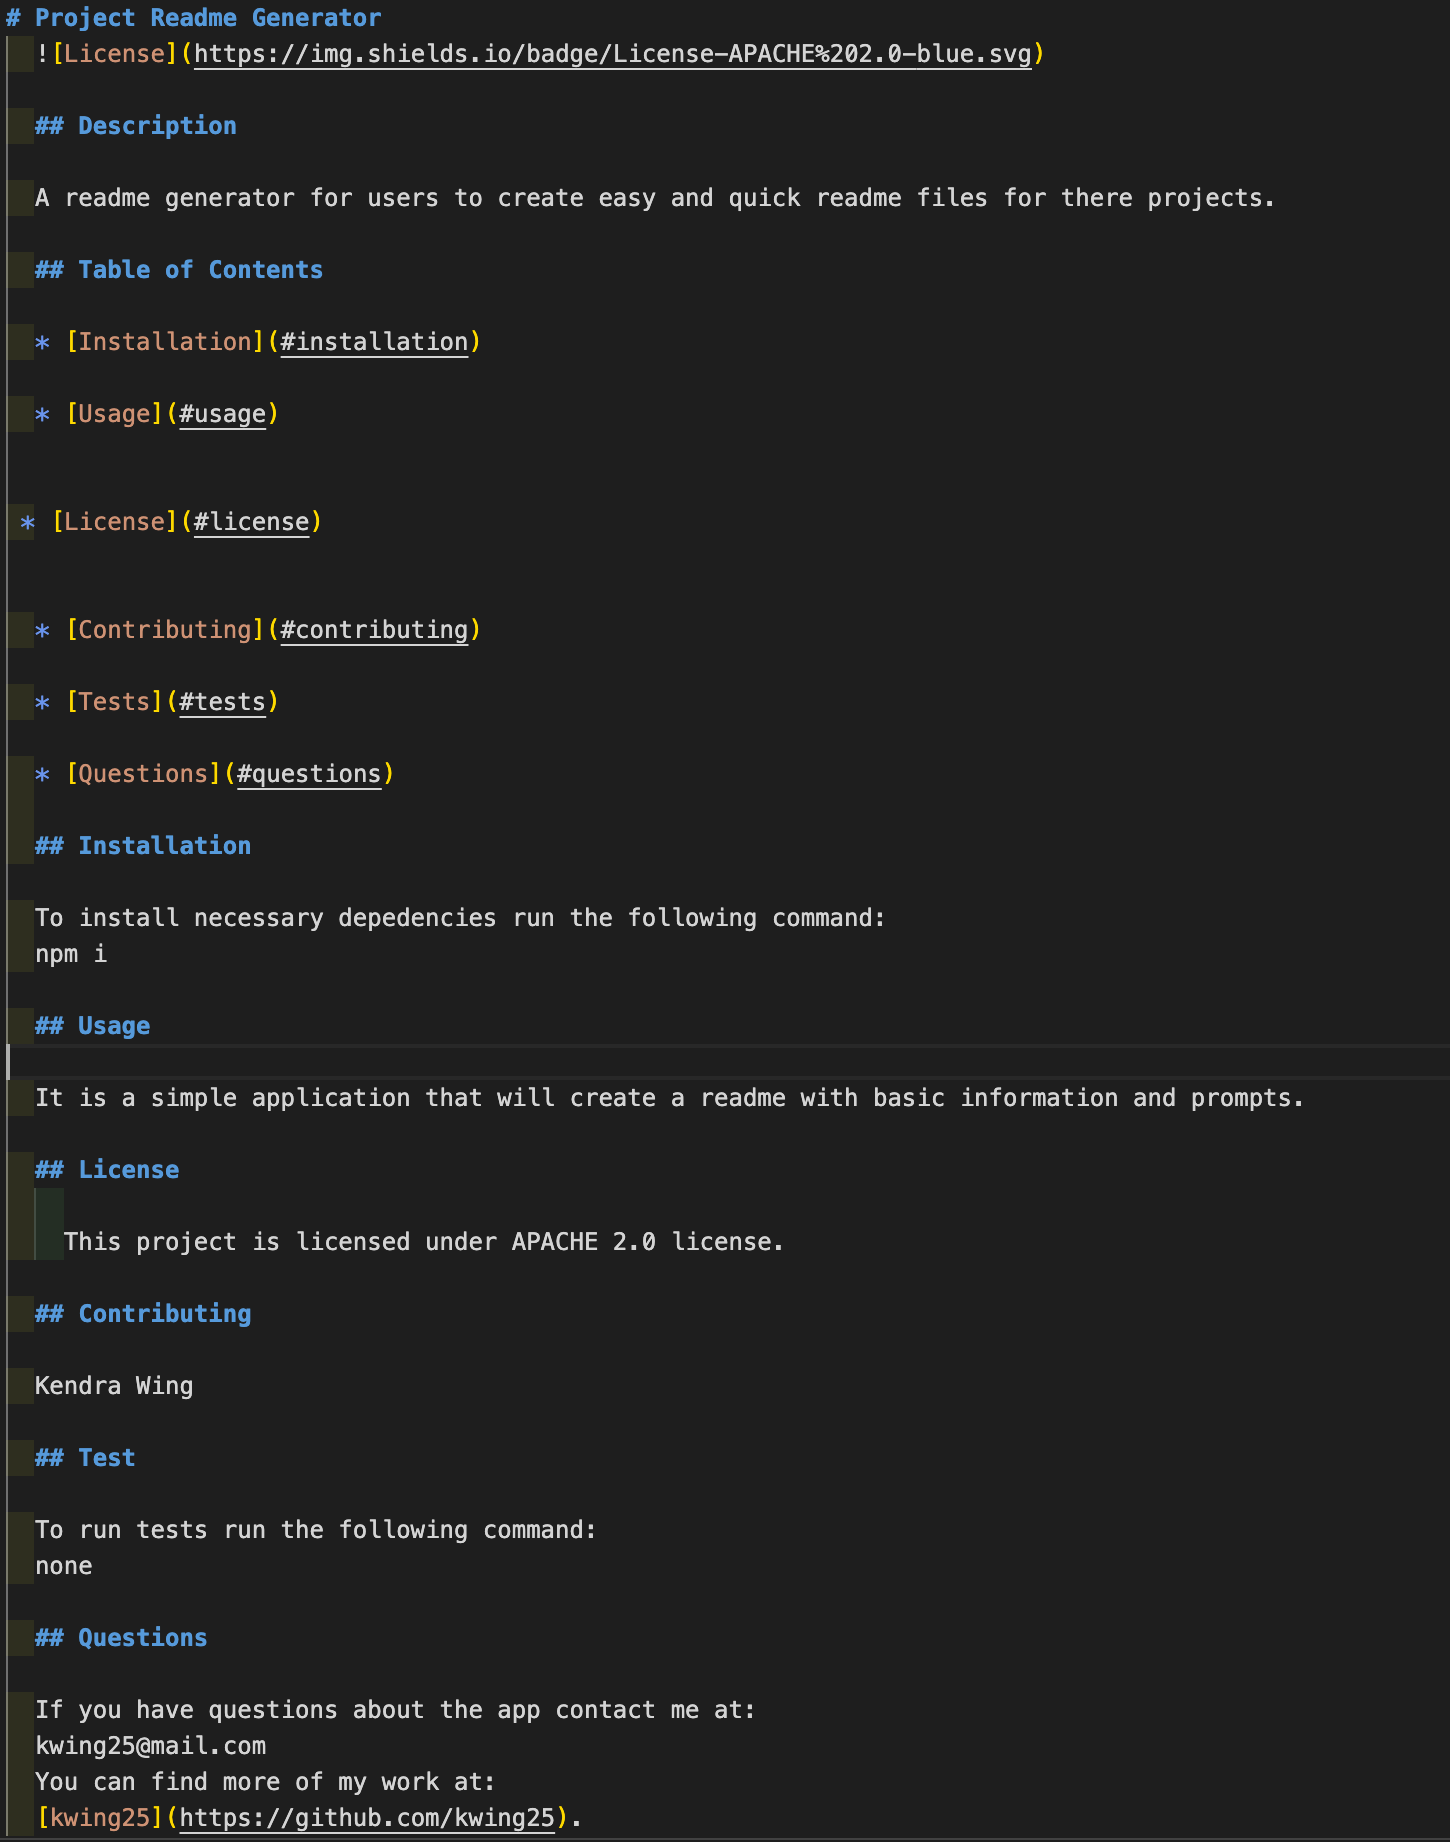 # Project Readme Generator
![License](https://img.shields.io/badge/License-APACHE%202.0-blue.svg)
## Description
A readme generator for users to create easy and quick readme files for there projects.
## Table of Contents
* [Installation](#installation)
* [Usage](#usage)
* [License](#license)
* [Contributing](#contributing)
* [Tests](#tests)
* [Questions](#questions)
## Installation
To install necessary depedencies run the following command:
npm i
## Usage
It is a simple application that will create a readme with basic information and prompts.
## License
This project is licensed under APACHE 2.0 license.
## Contributing
Kendra Wing
## Test
To run tests run the following command:
none
## Questions
If you have questions about the app contact me at:
kwing25@mail.com
You can find more of my work at:
[kwing25](https://github.com/kwing25).